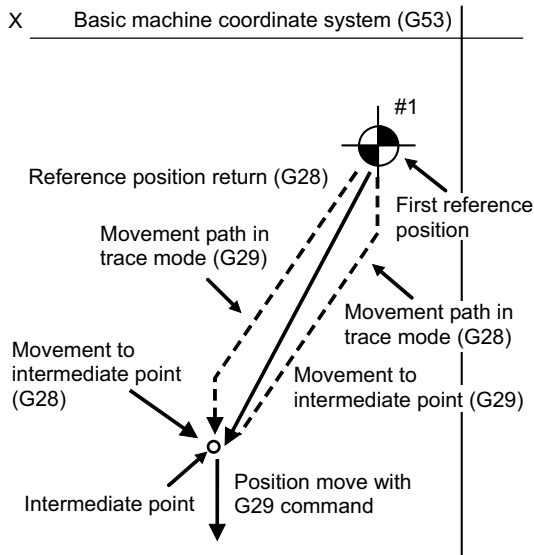 X
Basic machine coordinate system (G53)
#1
Reference position return (G28)
First reference
position
Movement path in
trace mode (G29)
Movement path in
trace mode (G28)
Movement to
intermediate point
(G28)
Movement to
intermediate point (G29)
Position move with
G29 command
Intermediate point